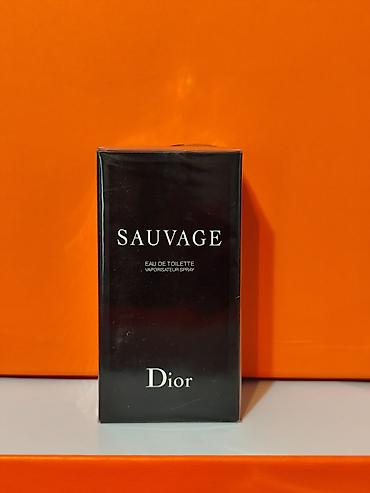 SAUVAGE
EAU DE TOILETTE
VAPORISATEUR SPRAY
Dior